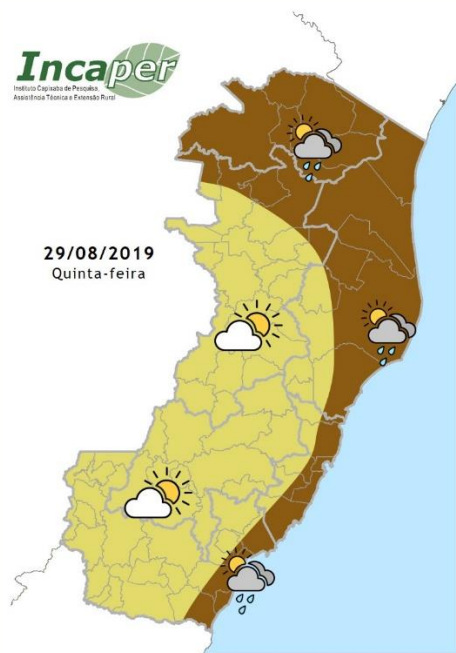 Incaper
Instituto Capixaba de Pesquisa,
Assistência Técnica e Extensão Rural
29/08/2019
Quinta-feira